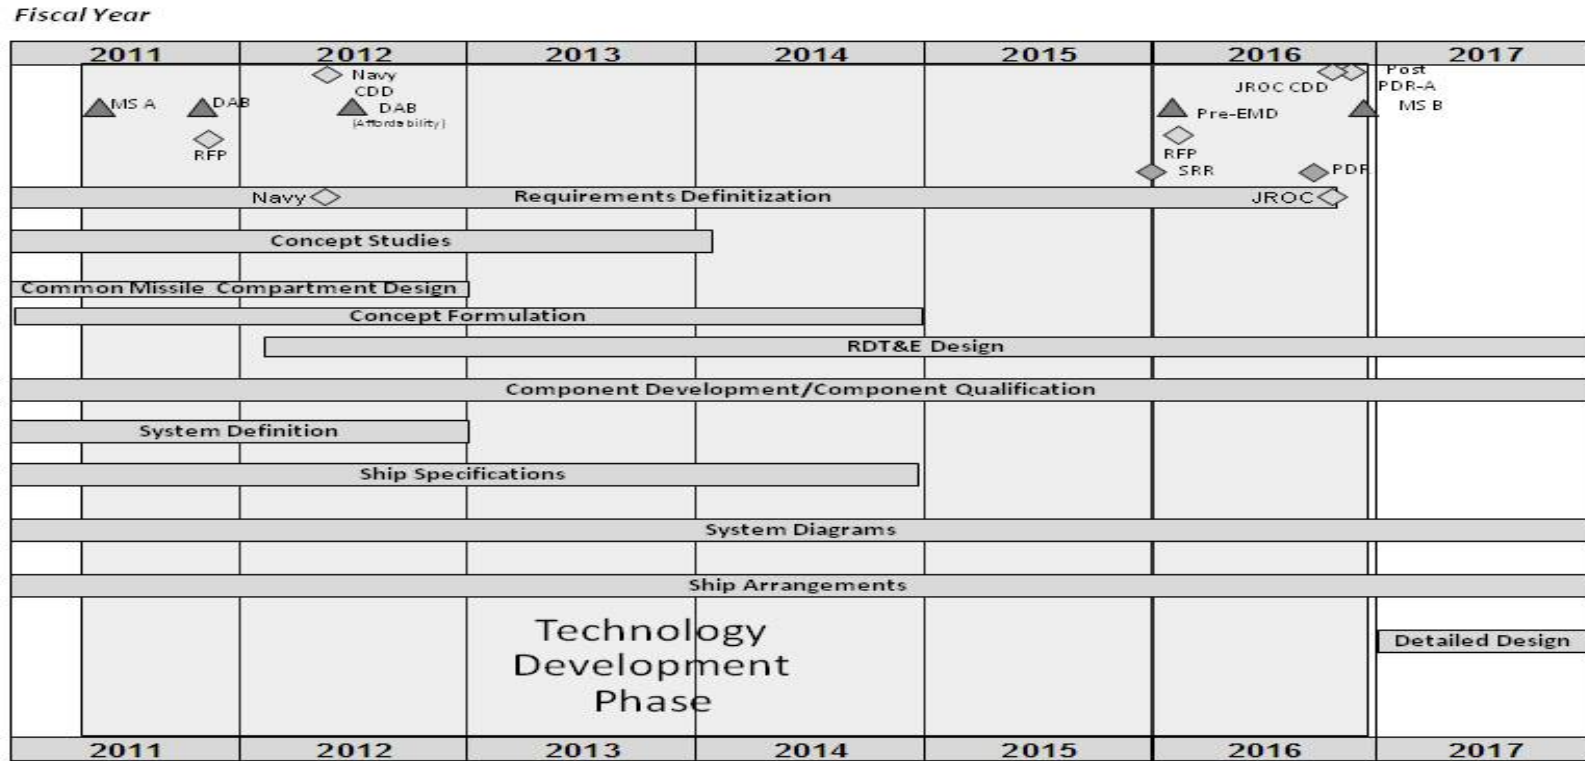 Fiscal Year
2011 2012 2013 2014 2015 2016 2017
Navy
CDD
JROC CDD
Post
PDR-A
MS A
DAB
DAB
(Affordability)
Pre-EMD
MS B
RFP
RFP
SRR
PDR
Navy
Requirements Definitization
JROC
Concept Studies
Common Missile Compartment Design
Concept Formulation
RDT&E Design
Component Development/Component Qualification
System Definition
Ship Specifications
System Diagrams
Ship Arrangements
Technology
Development
Phase
Detailed Design
2011 2012 2013 2014 2015 2016 2017